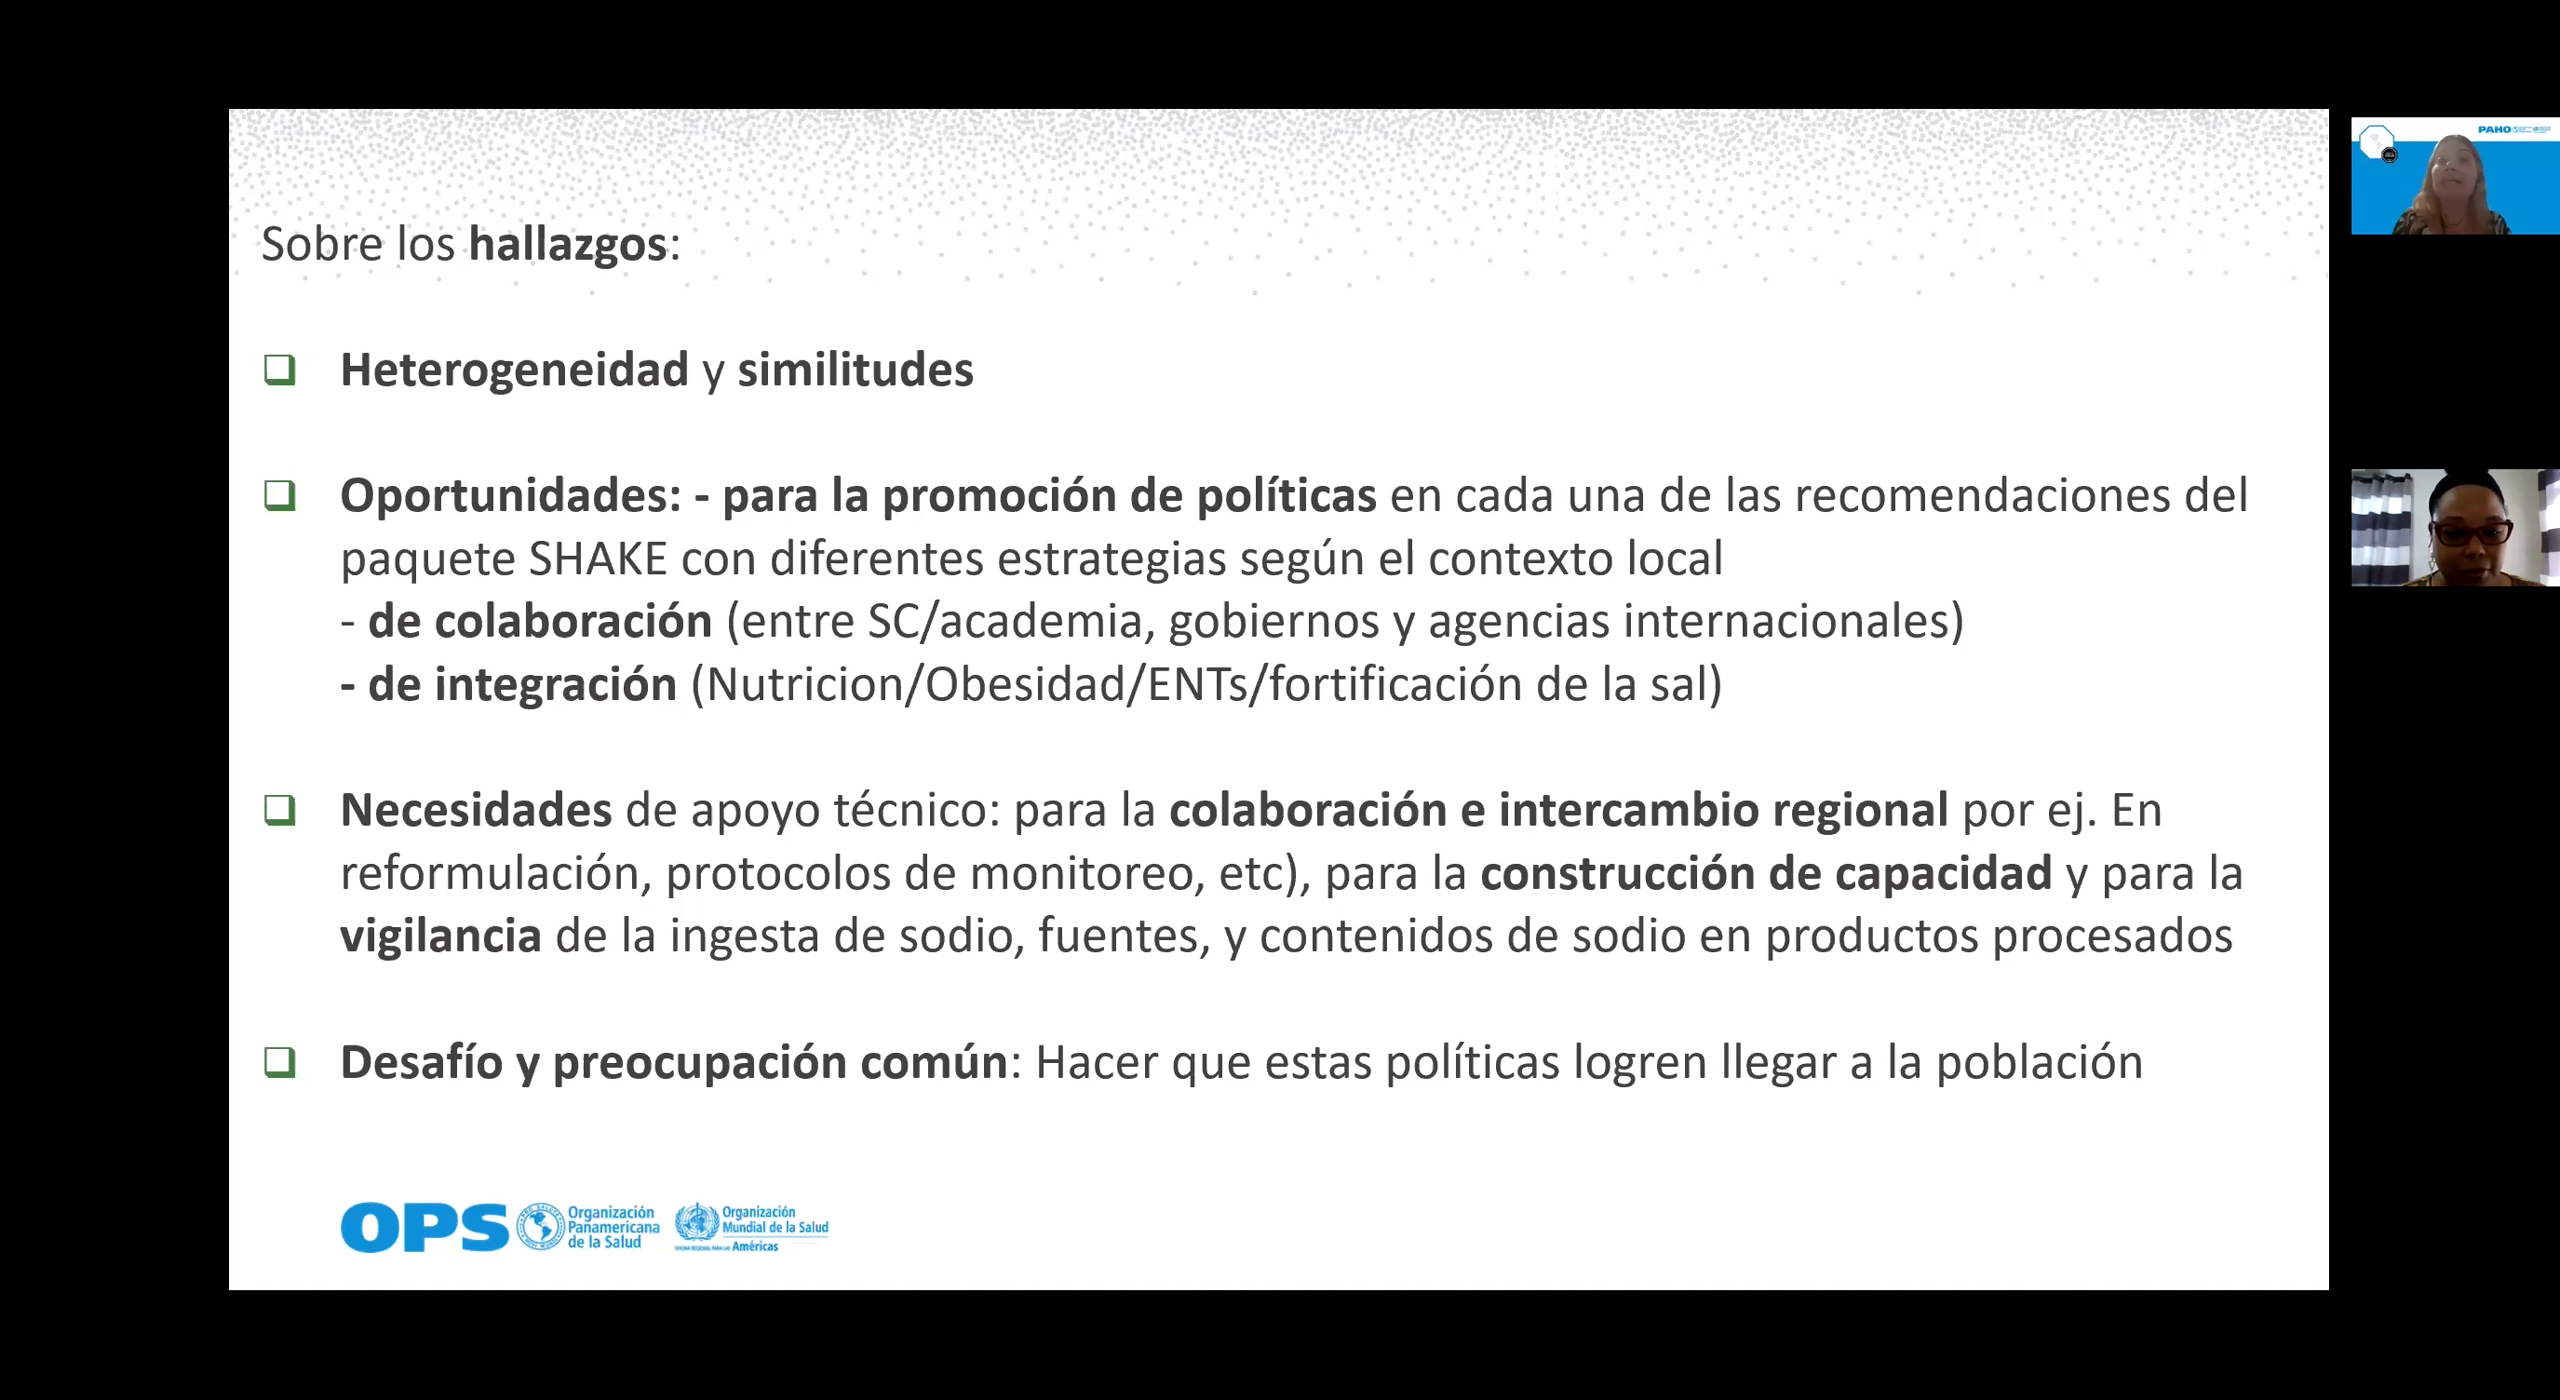 Sobre los hallazgos:
Heterogeneidad y similitudes
Oportunidades: - para la promoción de políticas en cada una de las recomendaciones del
paquete SHAKE con diferentes estrategias según el contexto local
- de colaboración (entre SC/academia, gobiernos y agencias internacionales)
- de integración (Nutricion/Obesidad/ENTs/fortificación de la sal)
Necesidades de apoyo técnico: para la colaboración e intercambio regional por ej. En
reformulación, protocolos de monitoreo, etc), para la construcción de capacidad y para la
vigilancia de la ingesta de sodio, fuentes, y contenidos de sodio en productos procesados
Desafío y preocupación común: Hacer que estas políticas logren llegar a la población
OPS
Organización
Panamericana
de la Salud
Organización
Mundial de la Salud
Américas
PAHO